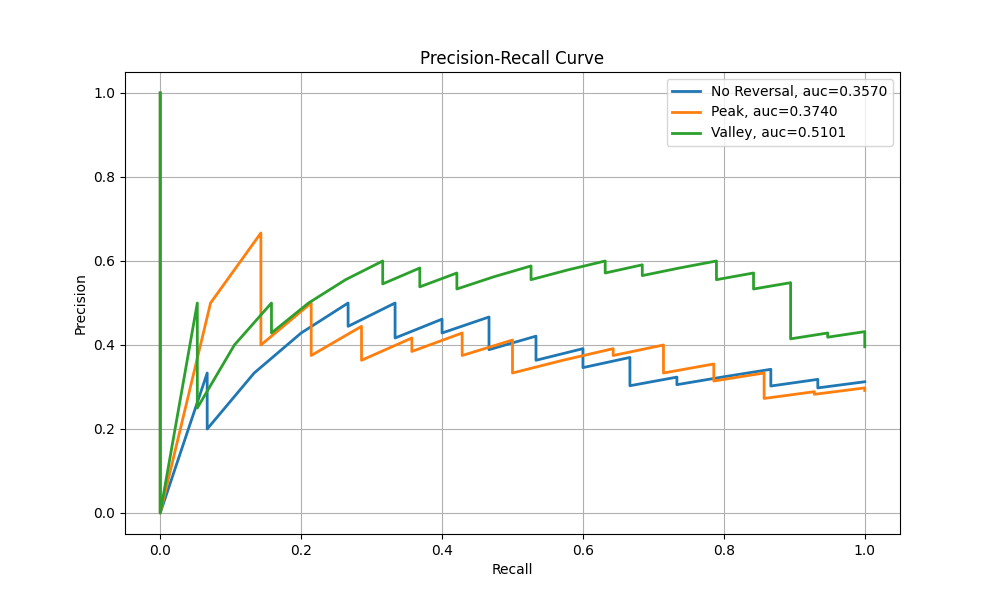 Precision-Recall Curve
No Reversal, auc=0.3570
Peak, auc=0.3740
Valley, auc=0.5101
Precision
1.0
0.8
0.6
0.4
0.2
0.0
0.0 0.2 0.4 0.6 0.8 1.0
Recall